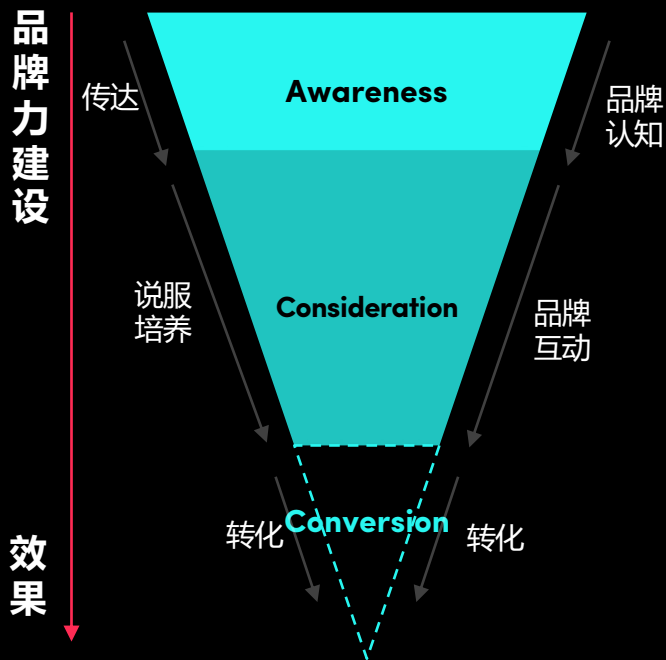 品牌力建设
传达
Awareness
品牌
认知
说服
培养
Consideration
品牌
互动
转化
Conversion
转化
效果